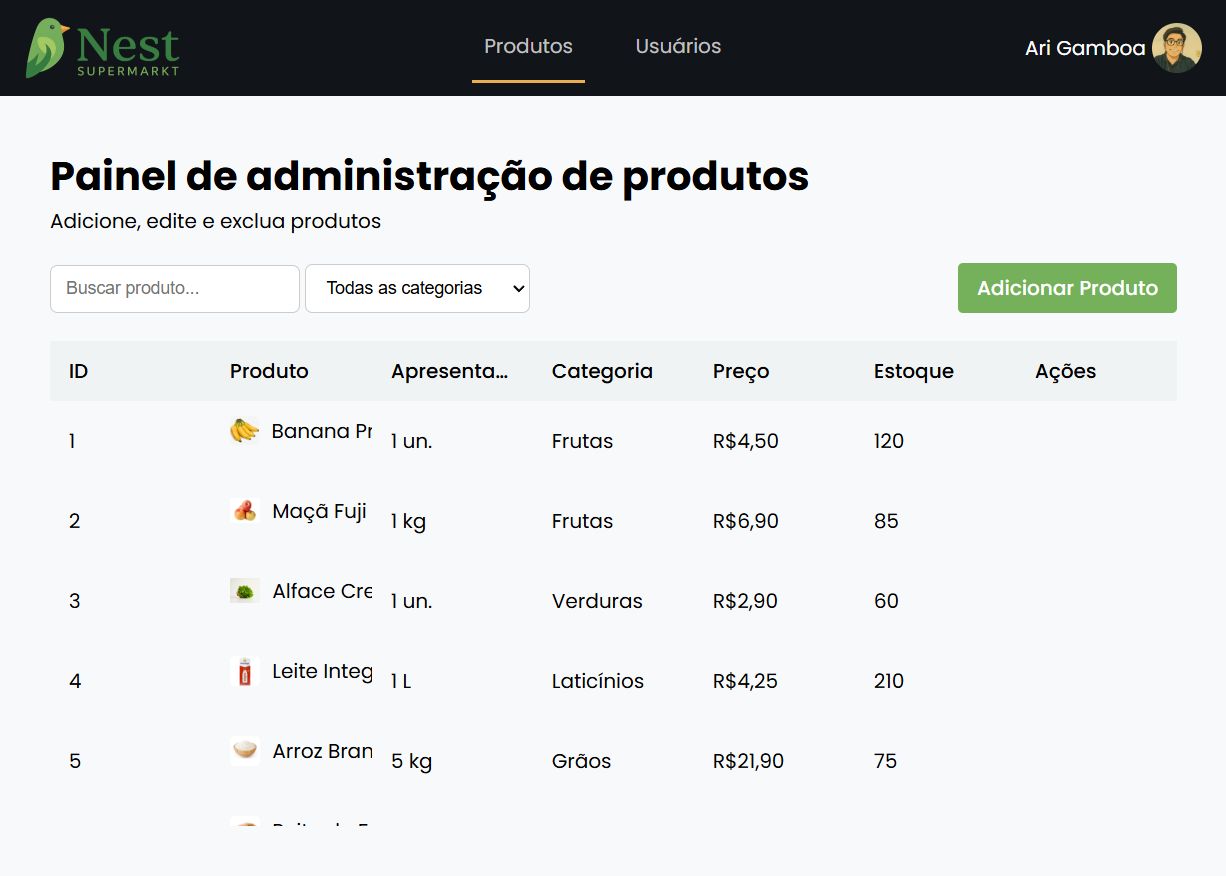 Nest
SUPERMARKT
Produtos Usuários
Ari Gamboa
Painel de administração de produtos
Adicione, edite e exclua produtos
Buscar produto... Todas as categorias Adicionar Produto
ID Produto Apresenta... Categoria Preço Estoque Ações
1 Banana Pr 1 un. Frutas R$4,50 120
2 Maçã Fuji 1 kg Frutas R$6,90 85
3 Alface Cre 1 un. Verduras R$2,90 60
4 Leite Integ 1 L Laticínios R$4,25 210
5 Arroz Bran 5 kg Grãos R$21,90 75